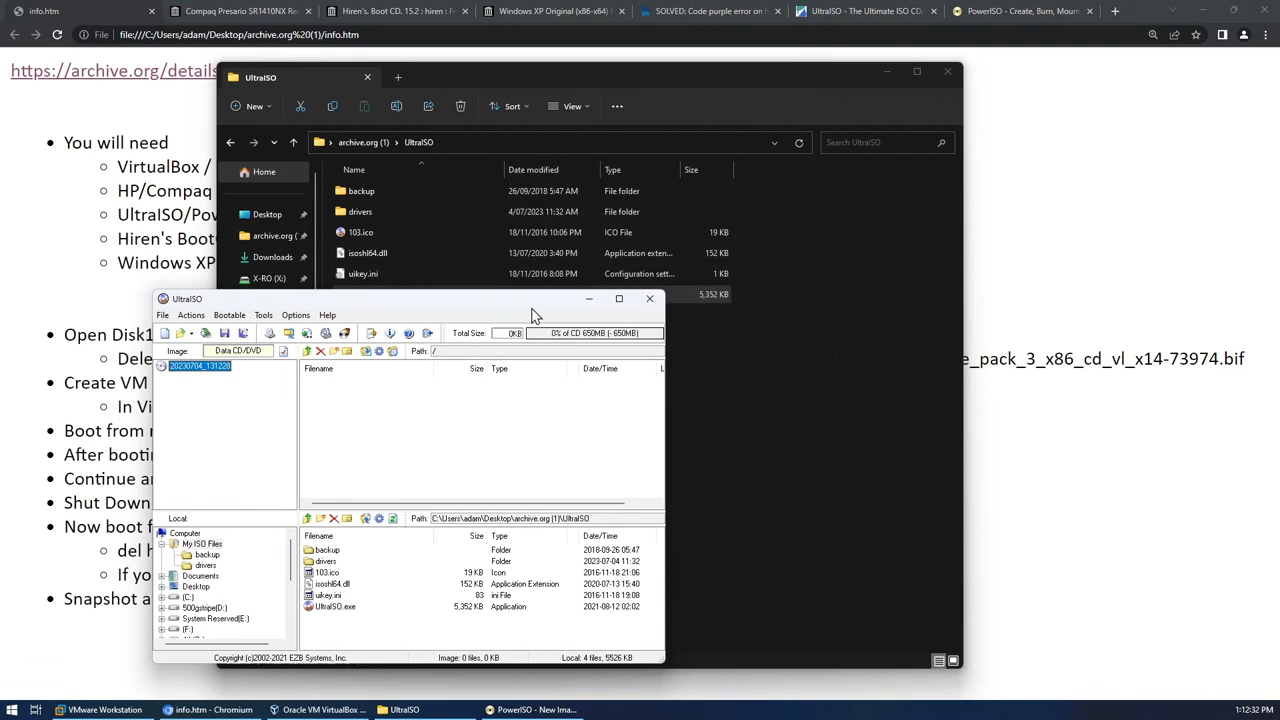 info.htm
Compaq Presario SR1410NX Re
Hiren's Boot CD. 15.2 : hiren : F
Windows XP Original (x86-x64) :
SOLVED: Code purple error on
UltraISO - The Ultimate ISO CD/
PowerISO - Create, Burn, Mount
File
file:///C:/Users/adam/Desktop/archive.org%20(1)/info.htm
https://archive.org/details
You will need
VirtualBox /
HP/Compaq
UltraISO/Pow
Hiren's Boot
Windows XP
Open Disk1
Dele
e_pack_3_x86_cd_vl_x14-73974.bif
Create VM
In Vi
Boot from
After bootin
Continue a
Shut Down
Now boot f
del h
If yo
Snapshot a
UltraISO
New
Sort
View
archive.org (1)
UltraISO
Search UltraISO
Home
Desktop
archive.org (
Downloads
X-RO (X:)
Name
Date modified
Type
Size
backup
26/09/2018 5:47 AM
File folder
drivers
4/07/2023 11:32 AM
File folder
103.ico
18/11/2016 10:06 PM
ICO File
19 KB
isoshl64.dll
13/07/2020 3:40 PM
Application exten...
152 KB
uikey.ini
18/11/2016 8:08 PM
Configuration sett...
1 KB
5,352 KB
UltraISO
File Actions Bootable Tools Options Help
Total Size: 0KB 0% of CD 650MB (- 650MB)
Image: Data CD/DVD
Path: /
20230704_131228
Filename Size Type Date/Time L
Local:
Path: C:\Users\adam\Desktop\archive.org (1)\UltraISO
Computer
My ISO Files
backup
drivers
Documents
Desktop
(C:)
500gstripe(D:)
System Reserved(E:)
(F:)
Filename Size Type Date/Time
backup Folder 2018-09-26 05:47
drivers Folder 2023-07-04 11:32
103.ico 19 KB Icon 2016-11-18 21:06
isoshl64.dll 152 KB Application Extension 2020-07-13 15:40
uikey.ini 83 ini File 2016-11-18 19:08
UltraISO.exe 5,352 KB Application 2021-08-12 02:02
Copyright (c)2002-2021 EZB Systems, Inc.
Image: 0 files, 0 KB
Local: 4 files, 5526 KB
VMware Workstation
info.htm - Chromium
Oracle VM VirtualBox ...
UltraISO
PowerISO - New Ima...
1:12:32 PM